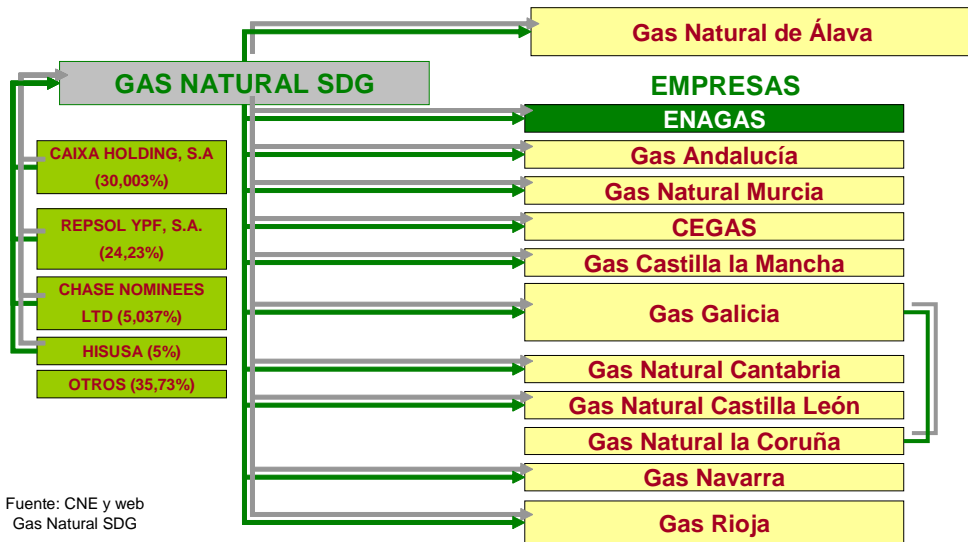 Gas Natural de Álava
GAS NATURAL SDG
EMPRESAS
ENAGAS
CAIXA HOLDING, S.A
(30,003%)
REPSOL YPF, S.A.
(24,23%)
CHASE NOMINEES
LTD (5,037%)
HISUSA (5%)
OTROS (35,73%)
Gas Andalucía
Gas Natural Murcia
CEGAS
Gas Castilla la Mancha
Gas Galicia
Gas Natural Cantabria
Gas Natural Castilla León
Gas Natural la Coruña
Gas Navarra
Gas Rioja
Fuente: CNE y web
Gas Natural SDG